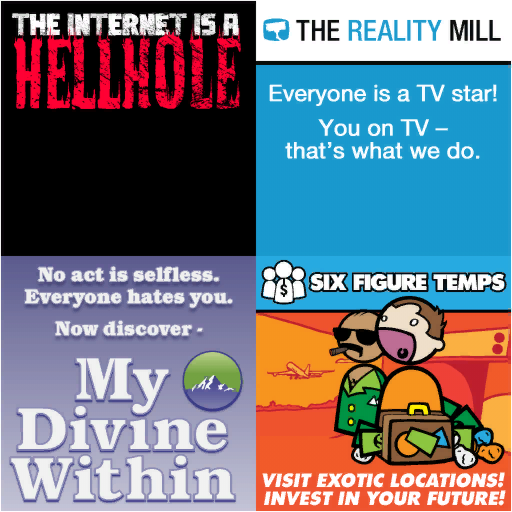 THE INTERNET IS A
HELLHOLE
THE REALITY MILL
Everyone is a TV star!
You on TV –
that's what we do.
No act is selfless.
Everyone hates you.
Now discover -
My
Divine
Within
$
SIX FIGURE TEMPS
VISIT EXOTIC LOCATIONS!
INVEST IN YOUR FUTURE!